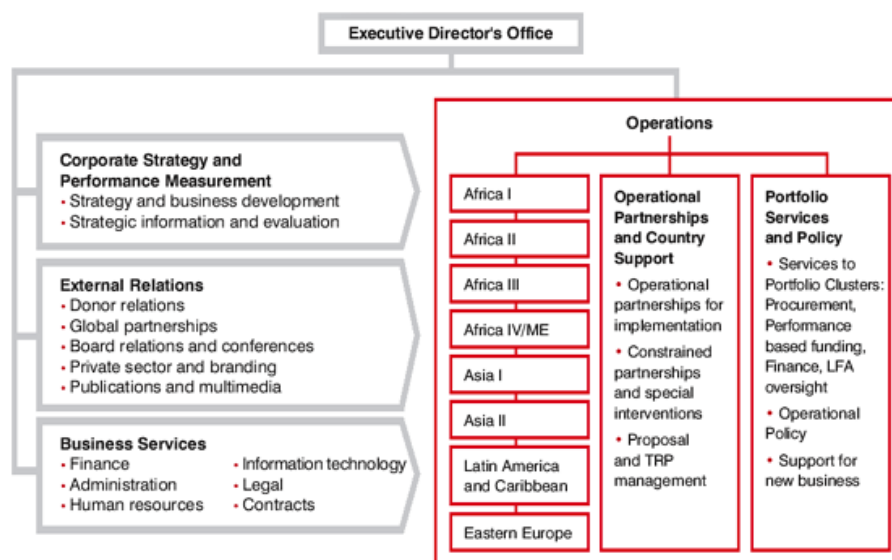 Executive Director's Office
Corporate Strategy and
Performance Measurement
• Strategy and business development
• Strategic information and evaluation
External Relations
• Donor relations
• Global partnerships
• Board relations and conferences
• Private sector and branding
• Publications and multimedia
Business Services
• Finance
• Administration
• Human resources
• Information technology
• Legal
• Contracts
Operations
Africa I
Africa II
Africa III
Africa IV/ME
Asia I
Asia II
Latin America
and Caribbean
Eastern Europe
Operational
Partnerships
and Country
Support
• Operational
partnerships for
implementation
• Constrained
partnerships
and special
interventions
• Proposal
and TRP
management
Portfolio
Services
and Policy
• Services to
Portfolio Clusters:
Procurement,
Performance
based funding,
Finance, LFA
oversight
• Operational
Policy
• Support for
new business